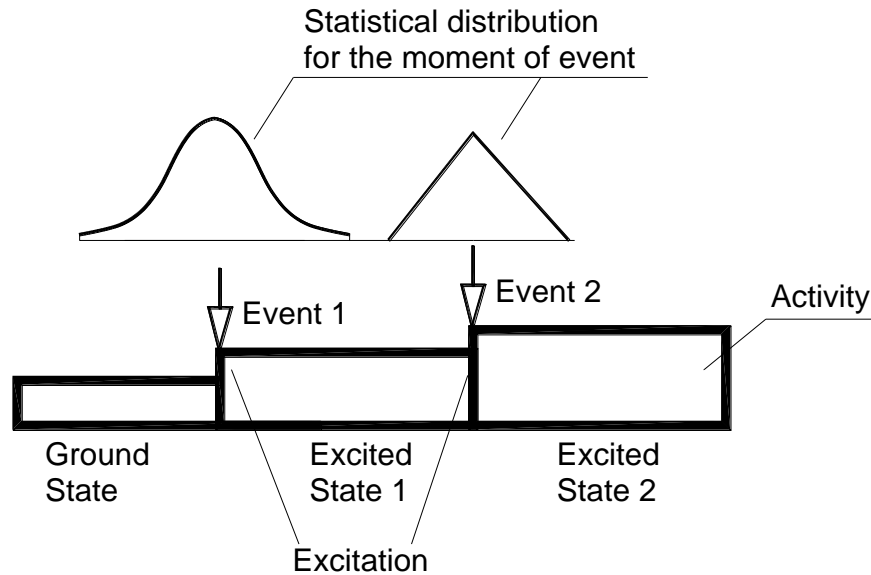 Statistical distribution
for the moment of event
Event 1
Event 2
Activity
Ground
State
Excited
State 1
Excited
State 2
Excitation